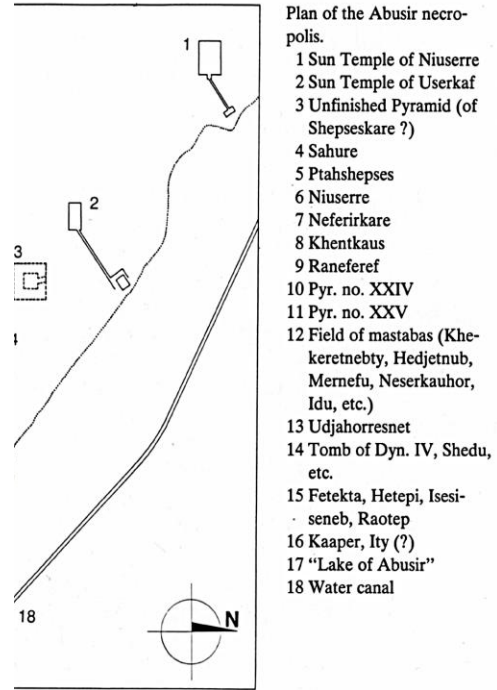 1
2
3
18
N
Plan of the Abusir necro-
polis.
1 Sun Temple of Niuserre
2 Sun Temple of Userkaf
3 Unfinished Pyramid (of
Shepseskare ?)
4 Sahure
5 Ptahshepses
6 Niuserre
7 Neferirkare
8 Khentkaus
9 Raneferef
10 Pyr. no. XXIV
11 Pyr. no. XXV
12 Field of mastabas (Khe-
keretnebty, Hedjetnub,
Mernefu, Neserkauhor,
Idu, etc.)
13 Udjahorresnet
14 Tomb of Dyn. IV, Shedu,
etc.
15 Fetekta, Hetepi, Isesi-
seneb, Raotep
16 Kaaper, Ity (?)
17 “Lake of Abusir”
18 Water canal